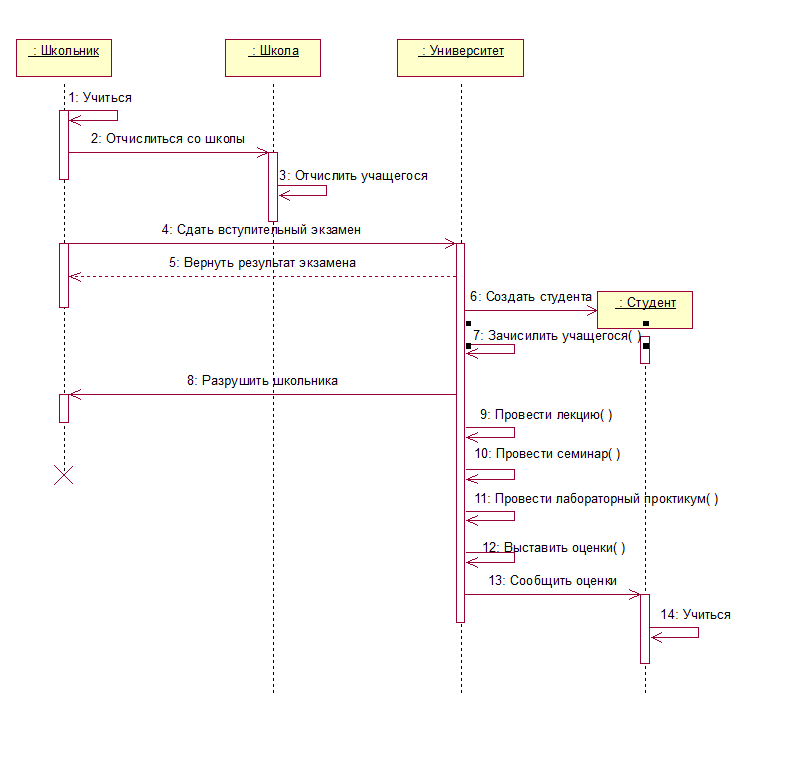 : Школьник
: Школа
: Университет
1: Учиться
2: Отчислиться со школы
3: Отчислить учащегося
4: Сдать вступительный экзамен
5: Вернуть результат экзамена
6: Создать студента
: Студент
7: Зачисилить учащегося( )
8: Разрушить школьника
9: Провести лекцию( )
10: Провести семинар( )
11: Провести лабораторный проктикум( )
12: Выставить оценки( )
13: Сообщить оценки
14: Учиться